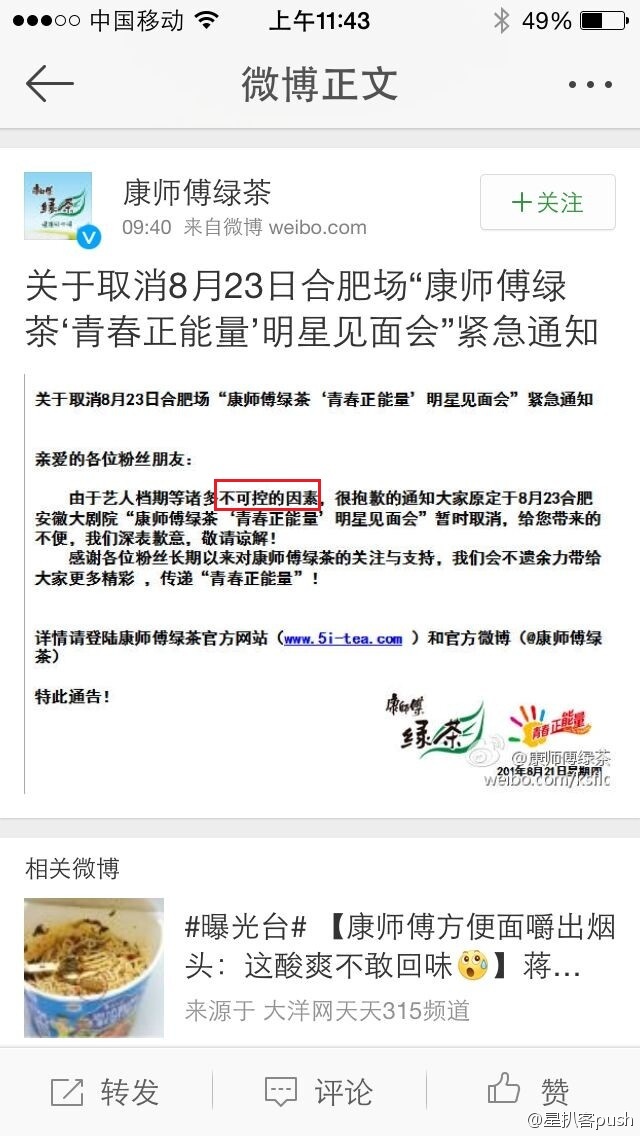 中国移动 上午11:43 49%
微博正文
康师傅绿茶
09:40 来自微博 weibo.com
+关注
关于取消8月23日合肥场“康师傅绿
茶‘青春正能量’明星见面会”紧急通知
关于取消8月23日合肥场“康师傅绿茶‘青春正能量’明星见面会”紧急通知
亲爱的各位粉丝朋友：
由于艺人档期等诸多不可控的因素，很抱歉的通知大家原定于8月23合肥
安徽大剧院“康师傅绿茶‘青春正能量’明星见面会”暂时取消，给您带来的
不便，我们深表歉意，敬请谅解！
感谢各位粉丝长期以来对康师傅绿茶的关注与支持，我们会不遗余力带给
大家更多精彩 ，传递“青春正能量”！
详情请登陆康师傅绿茶官方网站（www.5i-tea.com ）和官方微博（@康师傅绿
茶）
特此通告！
康师傅
绿茶
青春正能量
@康师傅绿茶
201年8月21日星期四
weibo.com/ksflc
相关微博
#曝光台# 【康师傅方便面嚼出烟
头：这酸爽不敢回味】蒋...
来源于 大洋网天天315频道
转发 评论 赞
@星扒客push